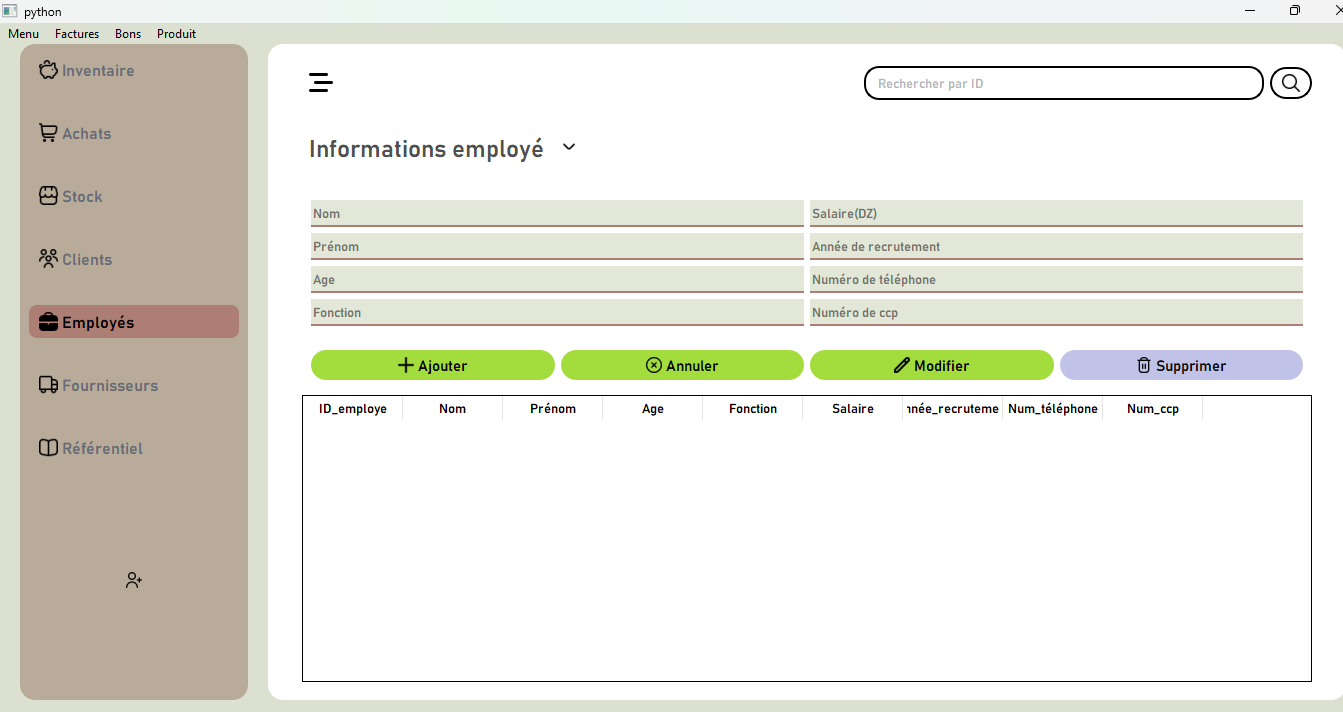 python
Menu Factures Bons Produit
Inventaire
Achats
Stock
Clients
Employés
Fournisseurs
Référentiel
Rechercher par ID
Informations employé
Nom Salaire(DZ)
Prénom Année de recrutement
Age Numéro de téléphone
Fonction Numéro de ccp
Ajouter Annuler Modifier Supprimer
ID_employe Nom Prénom Age Fonction Salaire nnée_recruteme Num_téléphone Num_ccp